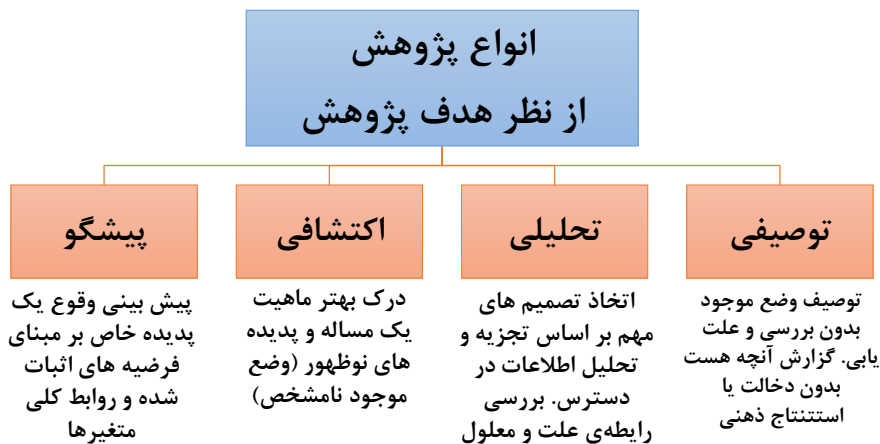 انواع پژوهش
از نظر هدف پژوهش
توصیفی
توصیف وضع موجود
بدون بررسی و علت
یابی. گزارش آنچه هست
بدون دخالت یا
استتنتاج ذهنی
تحلیلی
اتخاذ تصمیم های
مهم بر اساس تجزیه و
تحلیل اطلاعات در
دسترس. بررسی
رابطه‌ی علت و معلول
اکتشافی
درک بهتر ماهیت
یک مساله و پدیده
های نوظهور (وضع
موجود نامشخص)
پیشگو
پیش بینی وقوع یک
پدیده خاص بر مبنای
فرضیه های اثبات
شده و روابط کلی
متغیرها